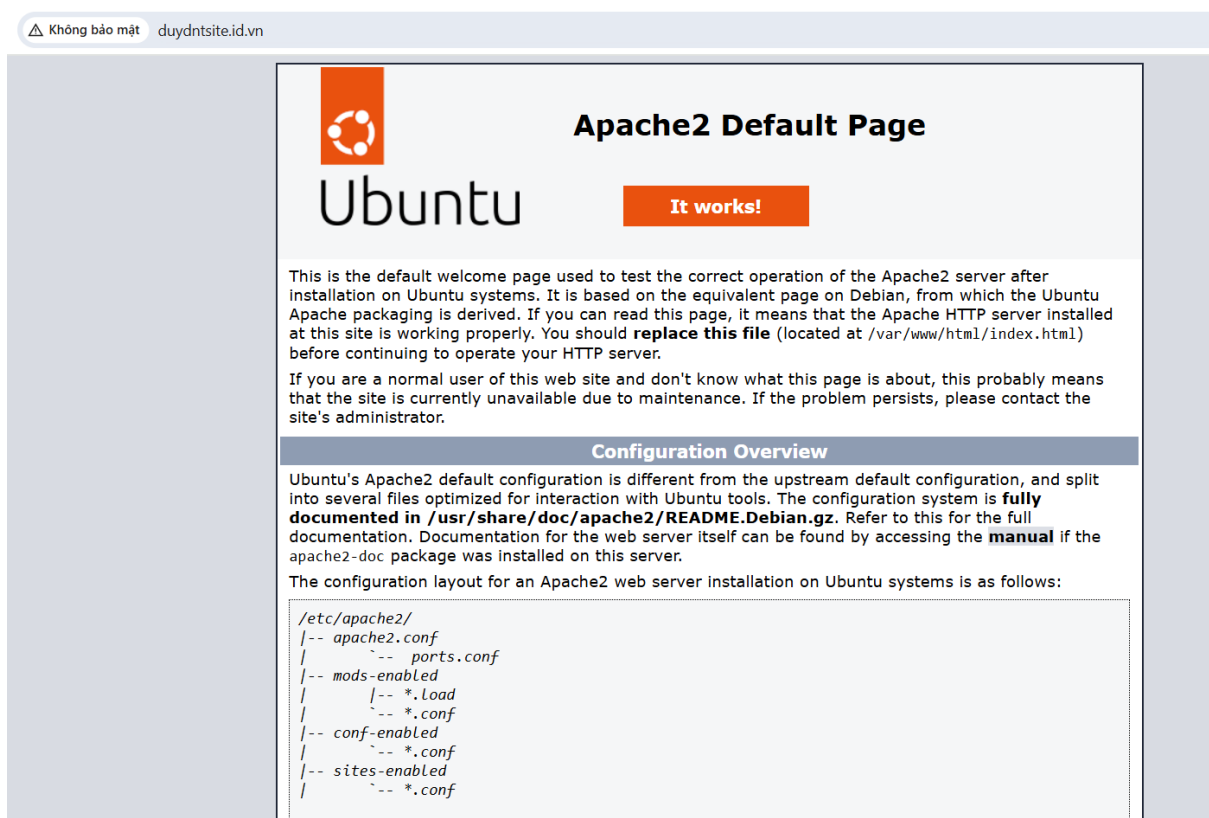 Không bảo mật duydntsite.id.vn
Apache2 Default Page
Ubuntu
It works!
This is the default welcome page used to test the correct operation of the Apache2 server after
installation on Ubuntu systems. It is based on the equivalent page on Debian, from which the Ubuntu
Apache packaging is derived. If you can read this page, it means that the Apache HTTP server installed
at this site is working properly. You should replace this file (located at /var/www/html/index.html)
before continuing to operate your HTTP server.
If you are a normal user of this web site and don't know what this page is about, this probably means
that the site is currently unavailable due to maintenance. If the problem persists, please contact the
site's administrator.
Configuration Overview
Ubuntu's Apache2 default configuration is different from the upstream default configuration, and split
into several files optimized for interaction with Ubuntu tools. The configuration system is fully
documented in /usr/share/doc/apache2/README.Debian.gz. Refer to this for the full
documentation. Documentation for the web server itself can be found by accessing the manual if the
apache2-doc package was installed on this server.
The configuration layout for an Apache2 web server installation on Ubuntu systems is as follows:
/etc/apache2/
|-- apache2.conf
|       `--  ports.conf
|-- mods-enabled
|       |-- *.load
|       `-- *.conf
|-- conf-enabled
|       `-- *.conf
|-- sites-enabled
|       `-- *.conf